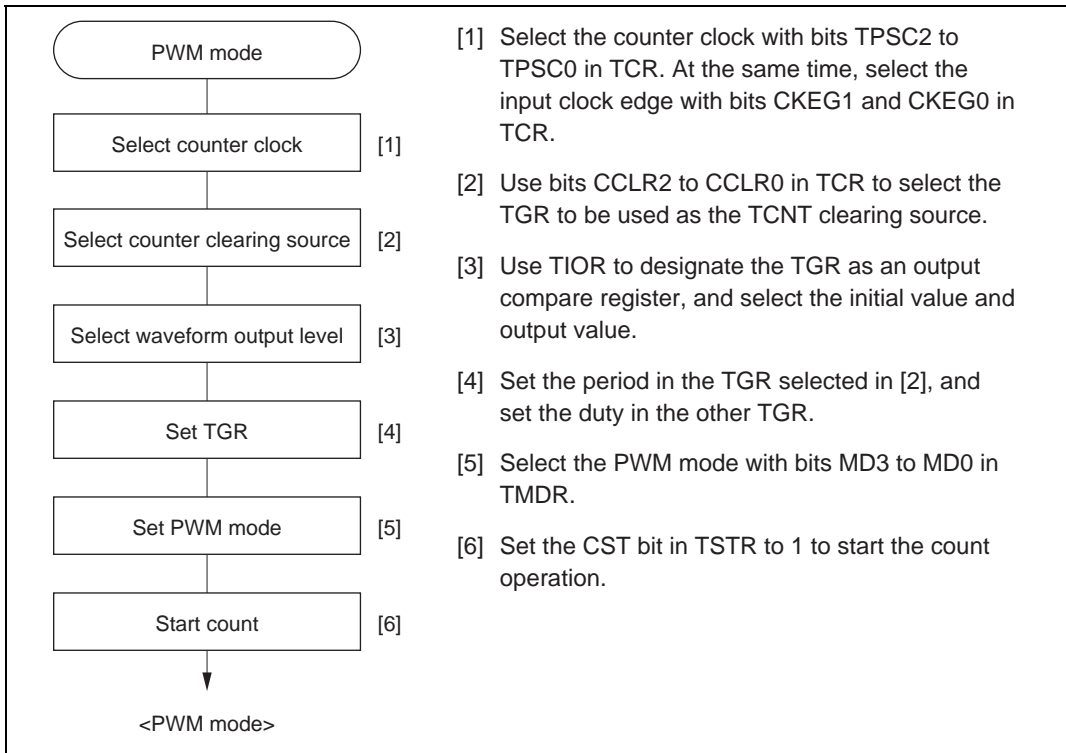 PWM mode
Select counter clock [1]
Select counter clearing source [2]
Select waveform output level [3]
Set TGR [4]
Set PWM mode [5]
Start count [6]
<PWM mode>
[1] Select the counter clock with bits TPSC2 to
TPSC0 in TCR. At the same time, select the
input clock edge with bits CKEG1 and CKEG0 in
TCR.
[2] Use bits CCLR2 to CCLR0 in TCR to select the
TGR to be used as the TCNT clearing source.
[3] Use TIOR to designate the TGR as an output
compare register, and select the initial value and
output value.
[4] Set the period in the TGR selected in [2], and
set the duty in the other TGR.
[5] Select the PWM mode with bits MD3 to MD0 in
TMDR.
[6] Set the CST bit in TSTR to 1 to start the count
operation.